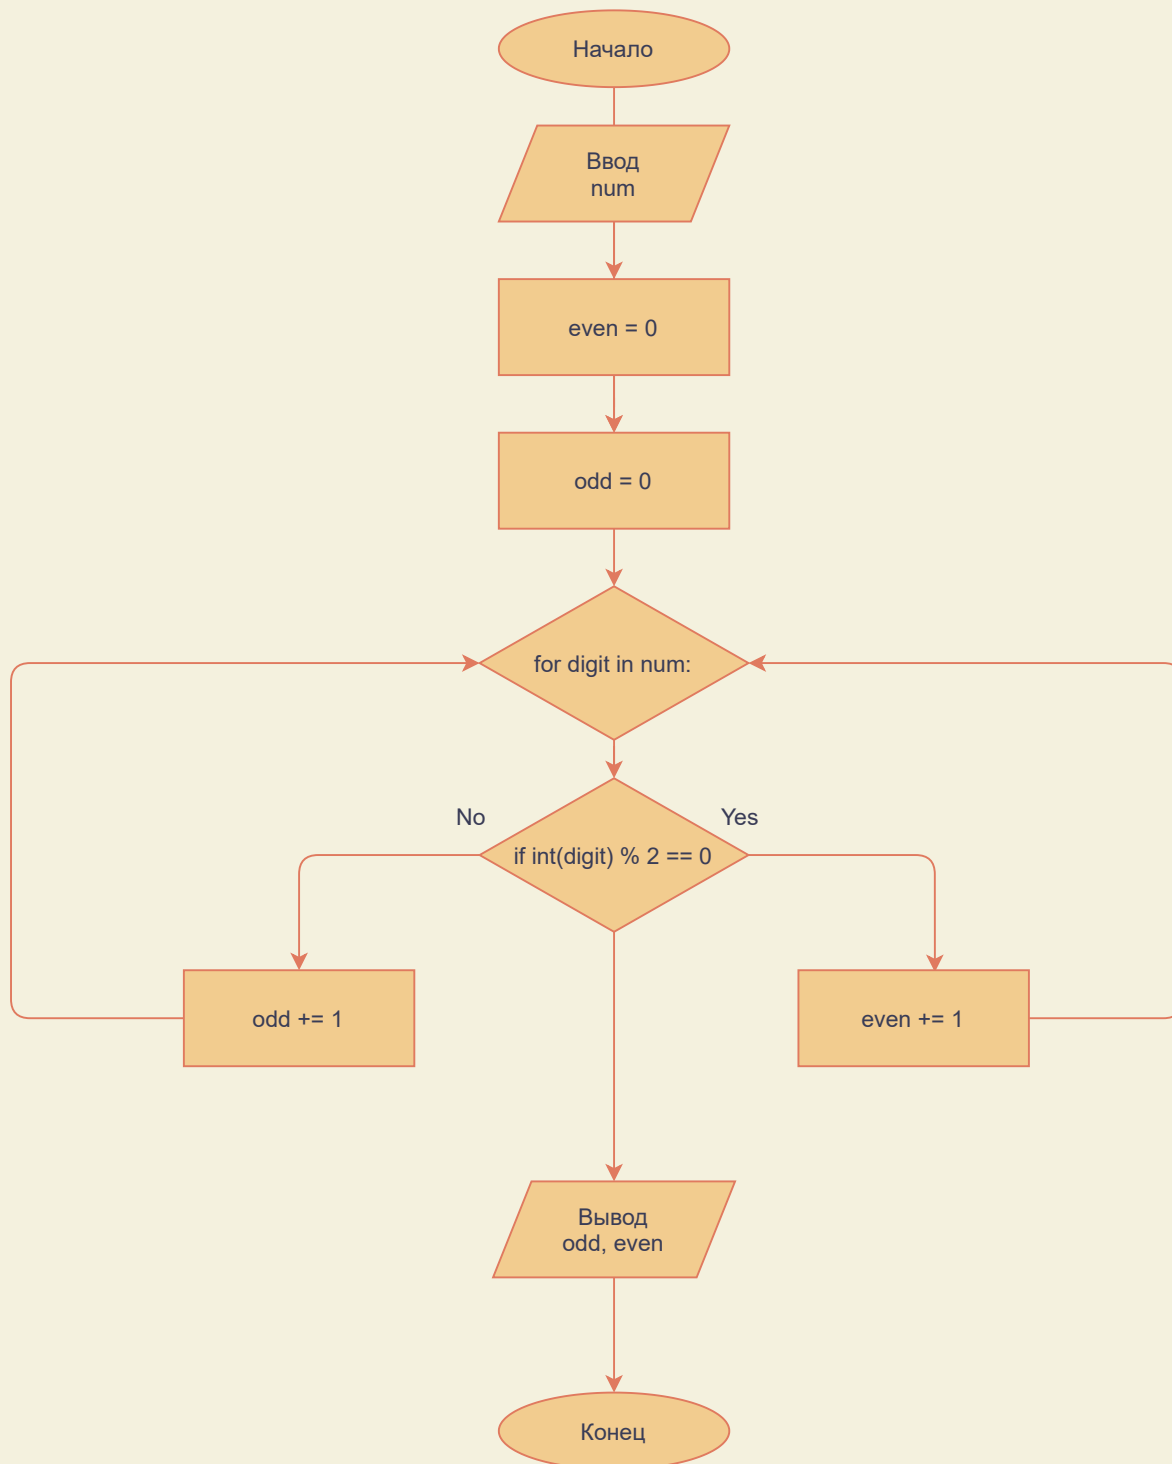 Начало
Ввод
num
even = 0
odd = 0
for digit in num:
No
Yes
if int(digit) % 2 == 0
odd += 1
even += 1
Вывод
odd, even
Конец